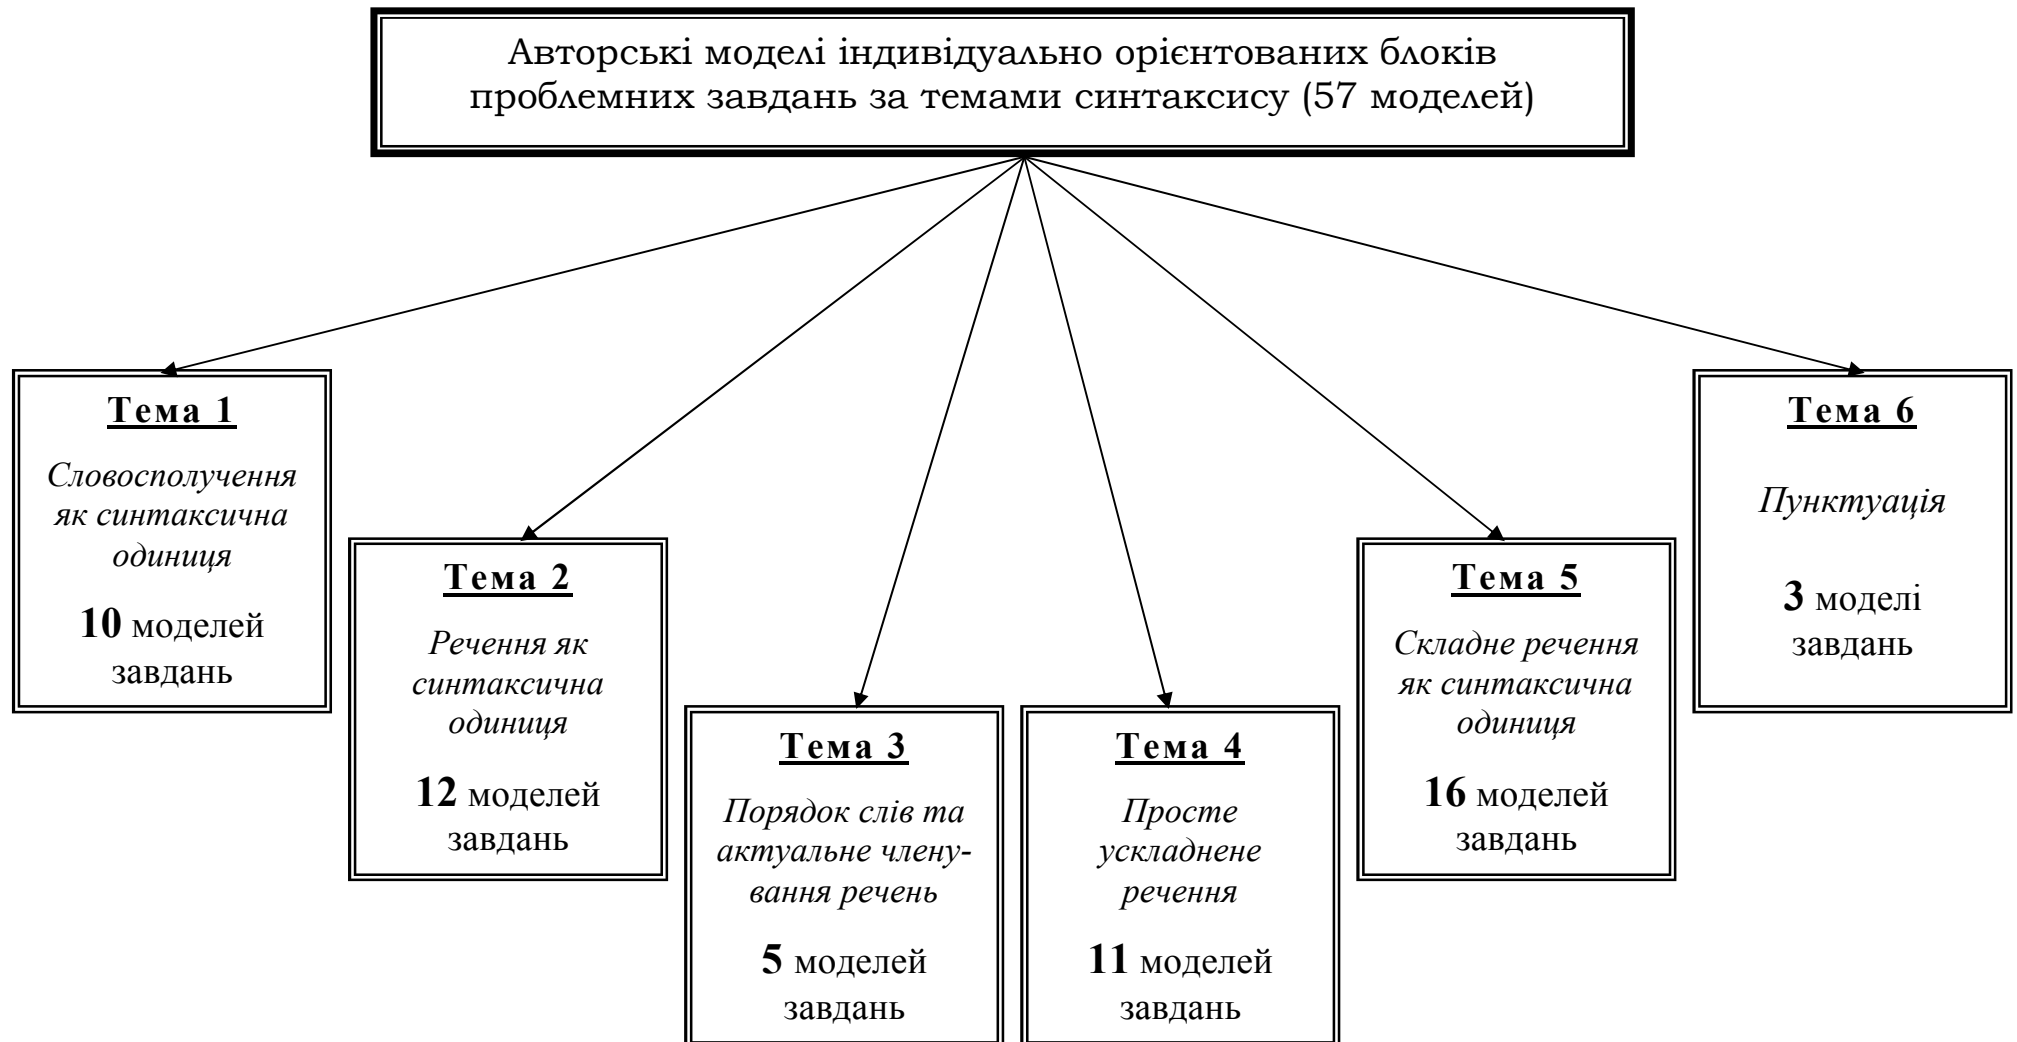 Авторські моделі індивідуально орієнтованих блоків
проблемних завдань за темами синтаксису (57 моделей)
Тема 1
Словосполучення
як синтаксична
одиниця
10 моделей
завдань
Тема 2
Речення як
синтаксична
одиниця
12 моделей
завдань
Тема 3
Порядок слів та
актуальне члену-
вання речень
5 моделей
завдань
Тема 4
Просте
ускладнене
речення
11 моделей
завдань
Тема 5
Складне речення
як синтаксична
одиниця
16 моделей
завдань
Тема 6
Пунктуація
3 моделі
завдань